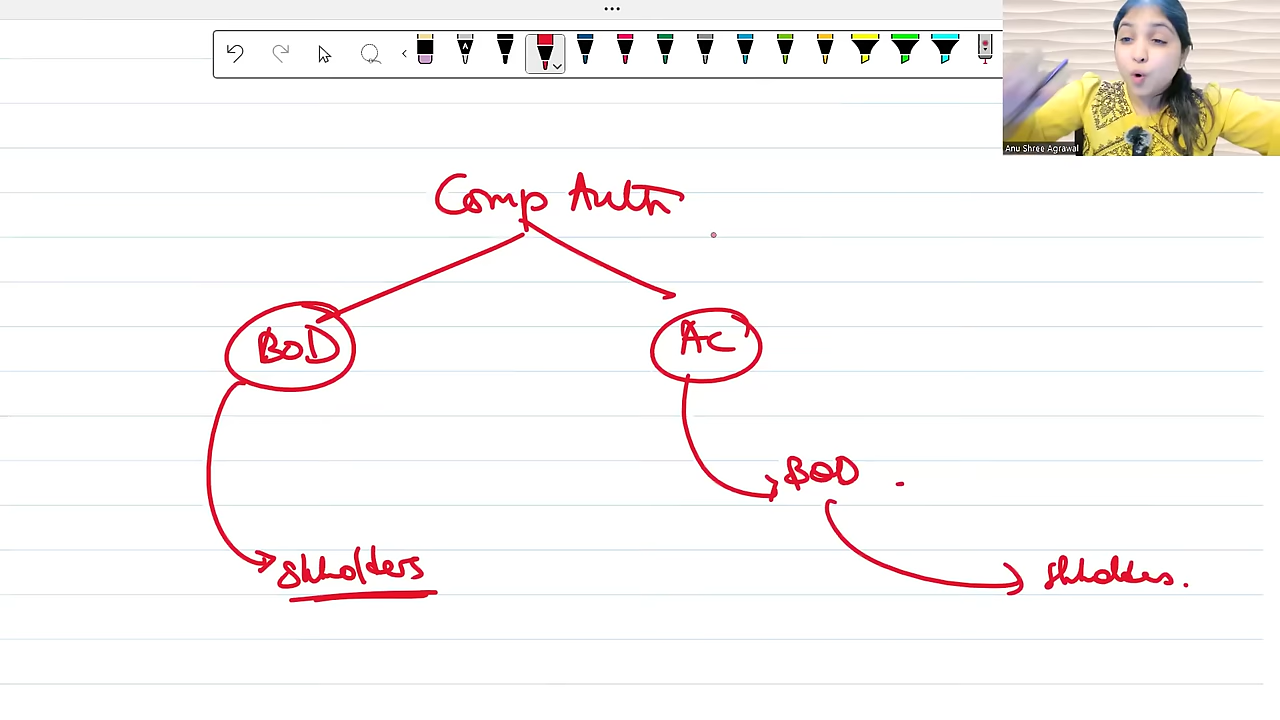 Anu Shree Agrawal
Comp Auth
BOD
AC
BOD .
shholders
shholders.